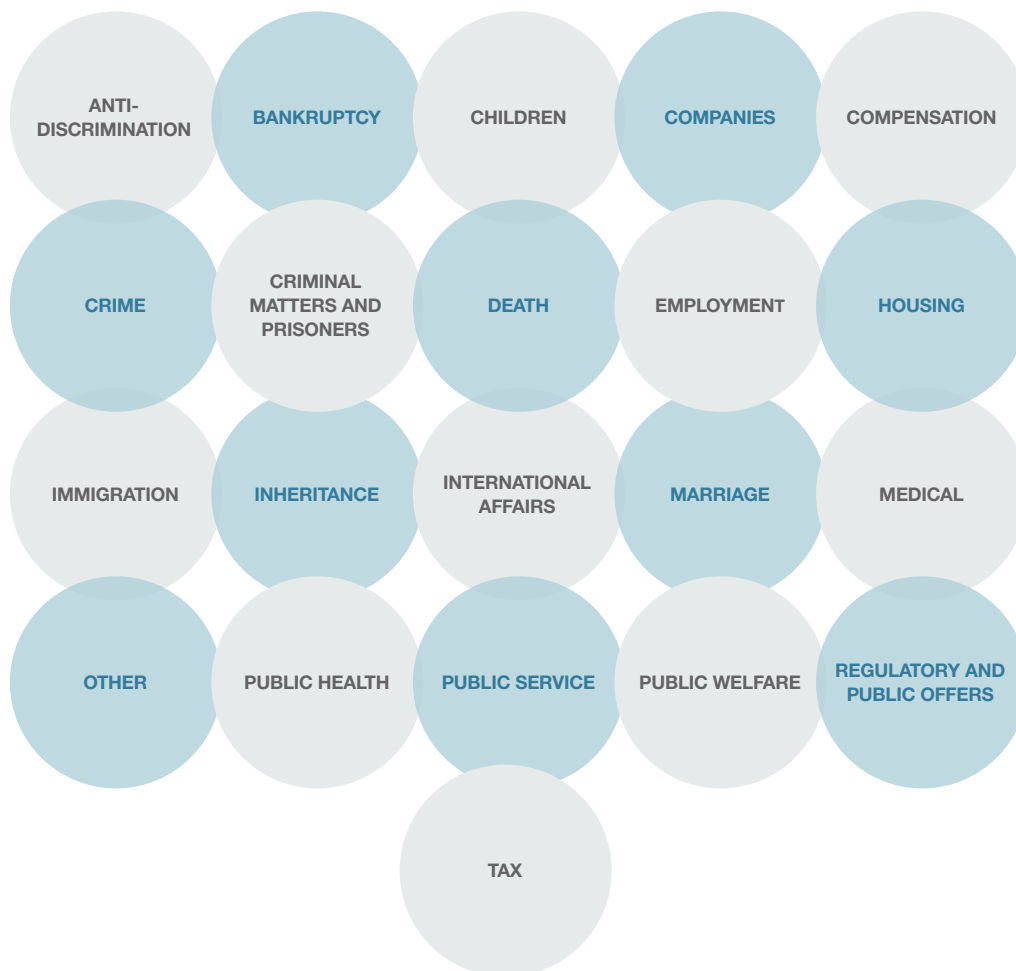 ANTI-
DISCRIMINATION
BANKRUPTCY
CHILDREN
COMPANIES
COMPENSATION
CRIME
CRIMINAL
MATTERS AND
PRISONERS
DEATH
EMPLOYMENT
HOUSING
IMMIGRATION
INHERITANCE
INTERNATIONAL
AFFAIRS
MARRIAGE
MEDICAL
OTHER
PUBLIC HEALTH
PUBLIC SERVICE
PUBLIC WELFARE
REGULATORY AND
PUBLIC OFFERS
TAX